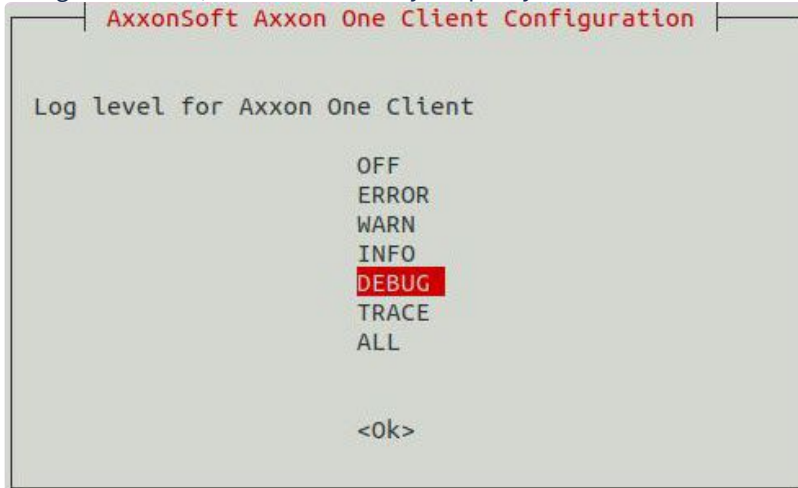 AxxonSoft Axxon One Client Configuration
Log level for Axxon One Client
OFF
ERROR
WARN
INFO
DEBUG
TRACE
ALL
<Ok>